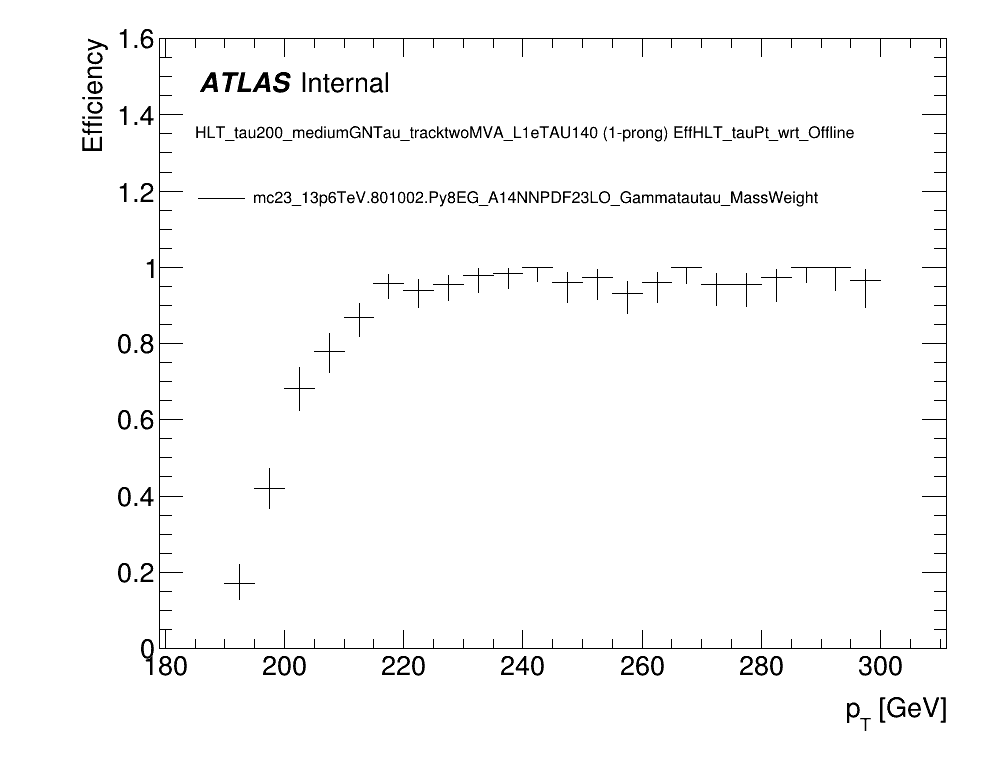 1.6
Efficiency
ATLAS Internal
1.4
HLT_tau200_mediumGNTau_tracktwoMVA_L1eTAU140 (1-prong) EffHLT_tauPt_wrt_Offline
1.2
mc23_13p6TeV.801002.Py8EG_A14NNPDF23LO_Gammatautau_MassWeight
1
0.8
0.6
0.4
0.2
0
180 200 220 240 260 280 300
p_T [GeV]